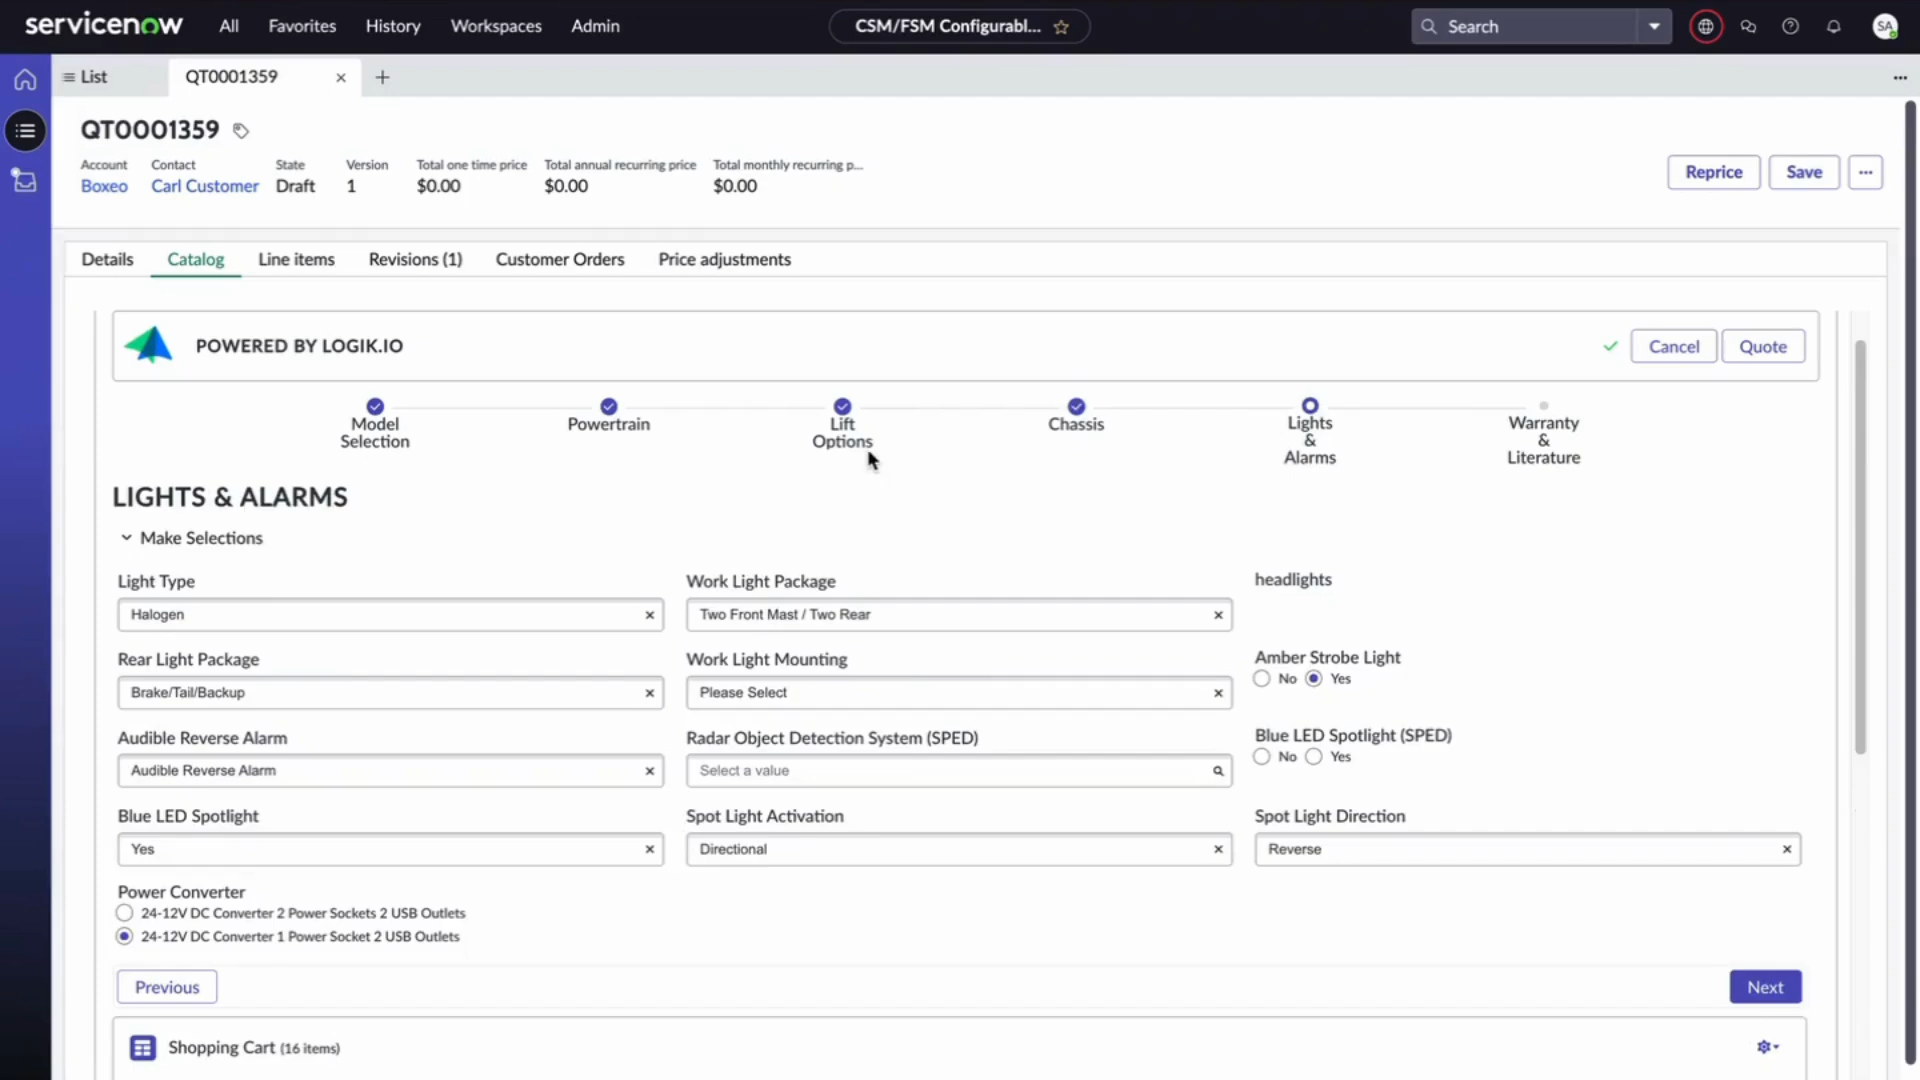 servicenow All Favorites History Workspaces Admin CSM/FSM Configurabl... Search SA
List QT0001359
QT0001359
Account Contact State Version Total one time price Total annual recurring price Total monthly recurring p...
Boxeo Carl Customer Draft 1 $0.00 $0.00 $0.00
Reprice Save
Details Catalog Line items Revisions (1) Customer Orders Price adjustments
POWERED BY LOGIK.IO Cancel Quote
Model
Selection
Powertrain
Lift
Options
Chassis
Lights
&
Alarms
Warranty
&
Literature
LIGHTS & ALARMS
Make Selections
Light Type Work Light Package headlights
Halogen Two Front Mast / Two Rear
Rear Light Package Work Light Mounting Amber Strobe Light
Brake/Tail/Backup Please Select No Yes
Audible Reverse Alarm Radar Object Detection System (SPED) Blue LED Spotlight (SPED)
Audible Reverse Alarm Select a value No Yes
Blue LED Spotlight Spot Light Activation Spot Light Direction
Yes Directional Reverse
Power Converter
24-12V DC Converter 2 Power Sockets 2 USB Outlets
24-12V DC Converter 1 Power Socket 2 USB Outlets
Previous Next
Shopping Cart (16 items)